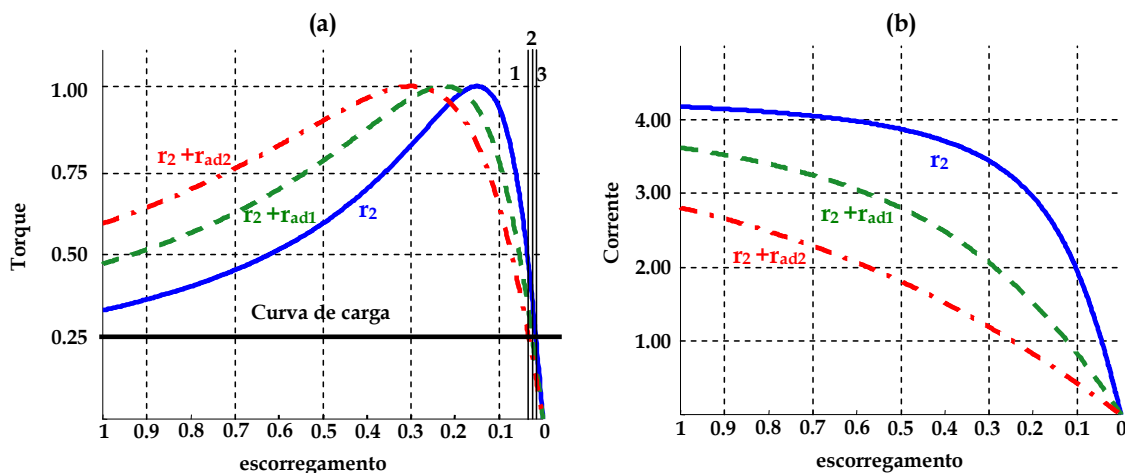 (a)
2
1
3
1.00
0.75
0.50
0.25
Torque
r2 +rad2
r2 +rad1
r2
Curva de carga
1 0.9 0.8 0.7 0.6 0.5 0.4 0.3 0.2 0.1 0
escorregamento
(b)
4.00
3.00
2.00
1.00
Corrente
r2
r2 +rad1
r2 +rad2
1 0.9 0.8 0.7 0.6 0.5 0.4 0.3 0.2 0.1 0
escorregamento